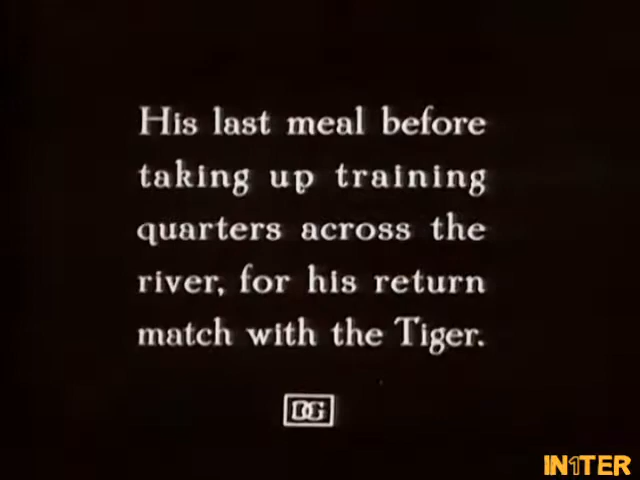 His last meal before
taking up training
quarters across the
river, for his return
match with the Tiger.
DG
IN1TER